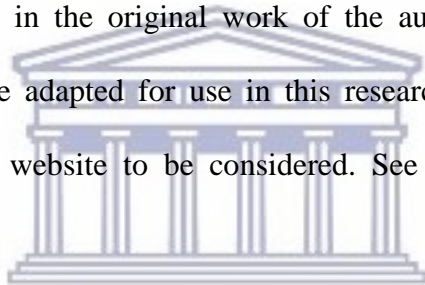 in the original work of the au
e adapted for use in this researc
website to be considered. See